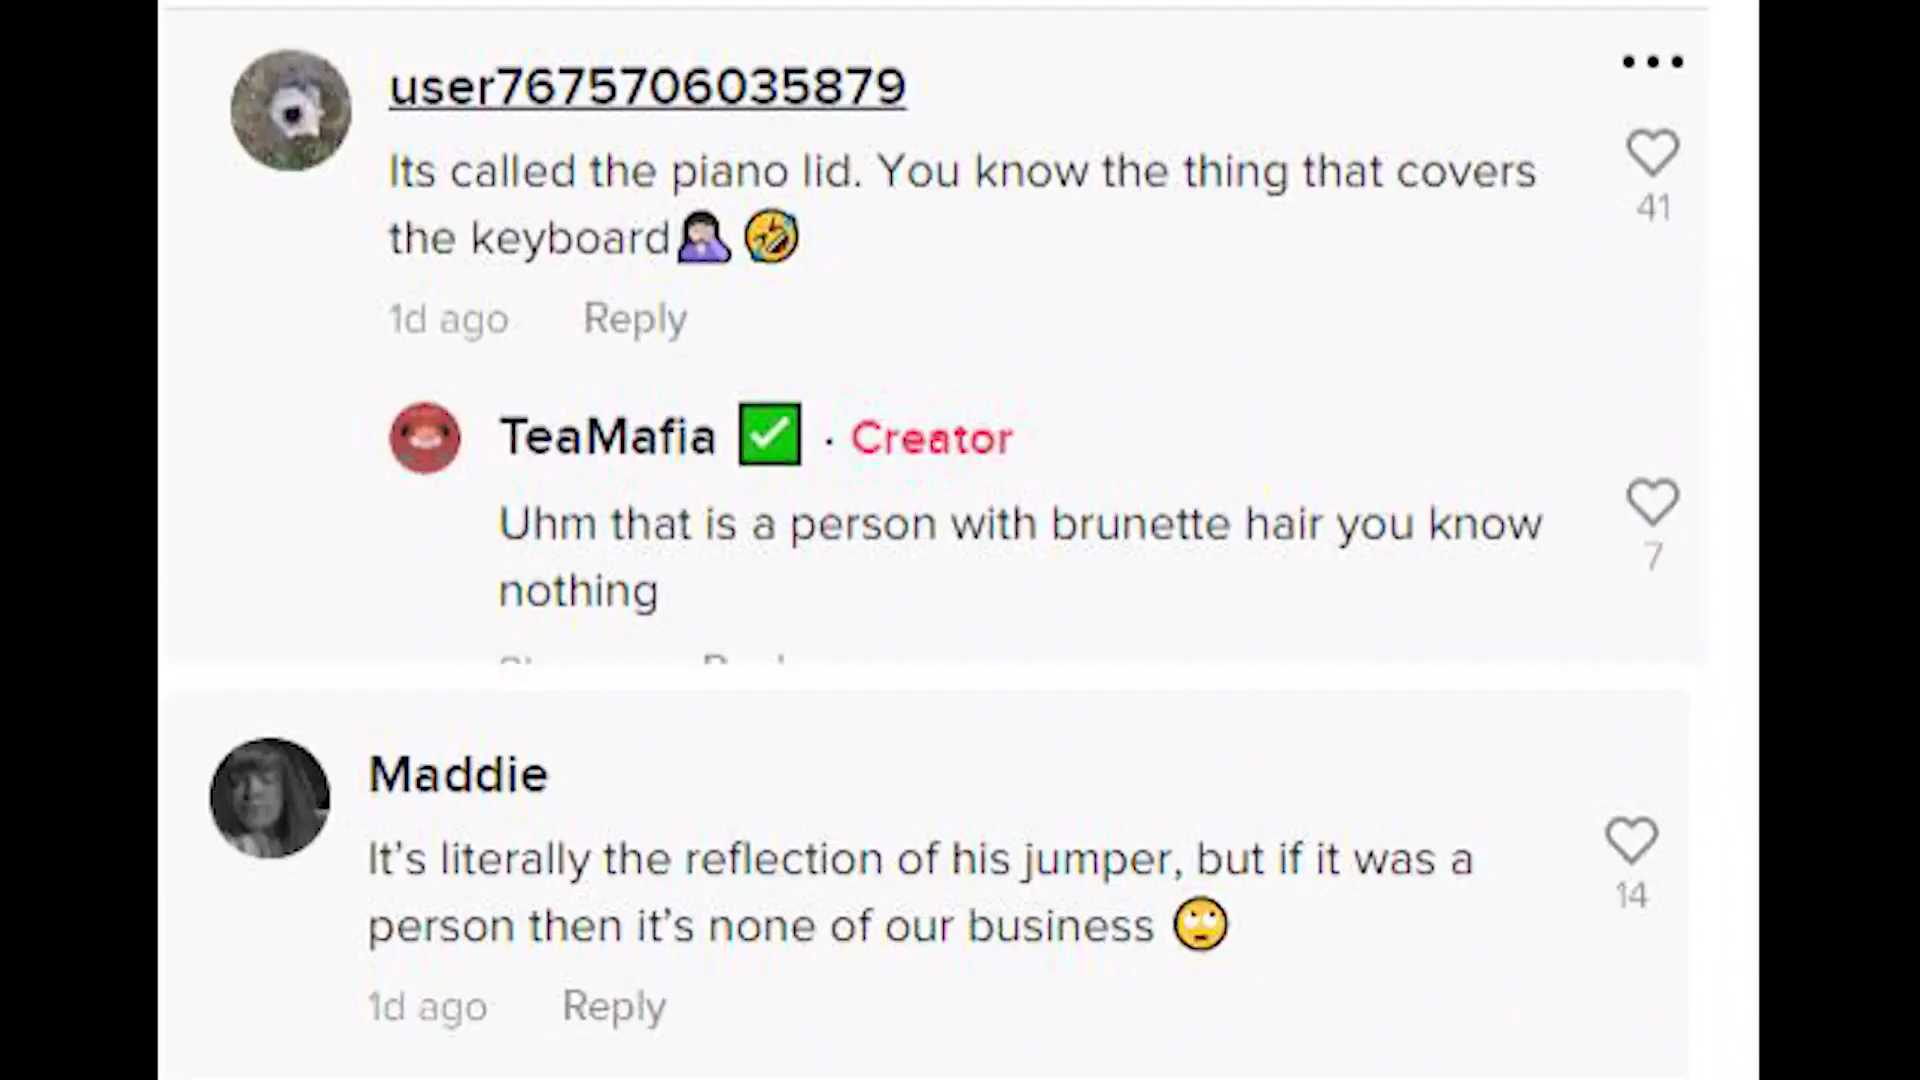 user7675706035879
Its called the piano lid. You know the thing that covers
the keyboard🤦🏻‍♀️🤣
41
1d ago Reply
TeaMafia ✅ · Creator
Uhm that is a person with brunette hair you know
nothing
7
Maddie
It's literally the reflection of his jumper, but if it was a
person then it's none of our business 🙄
14
1d ago Reply